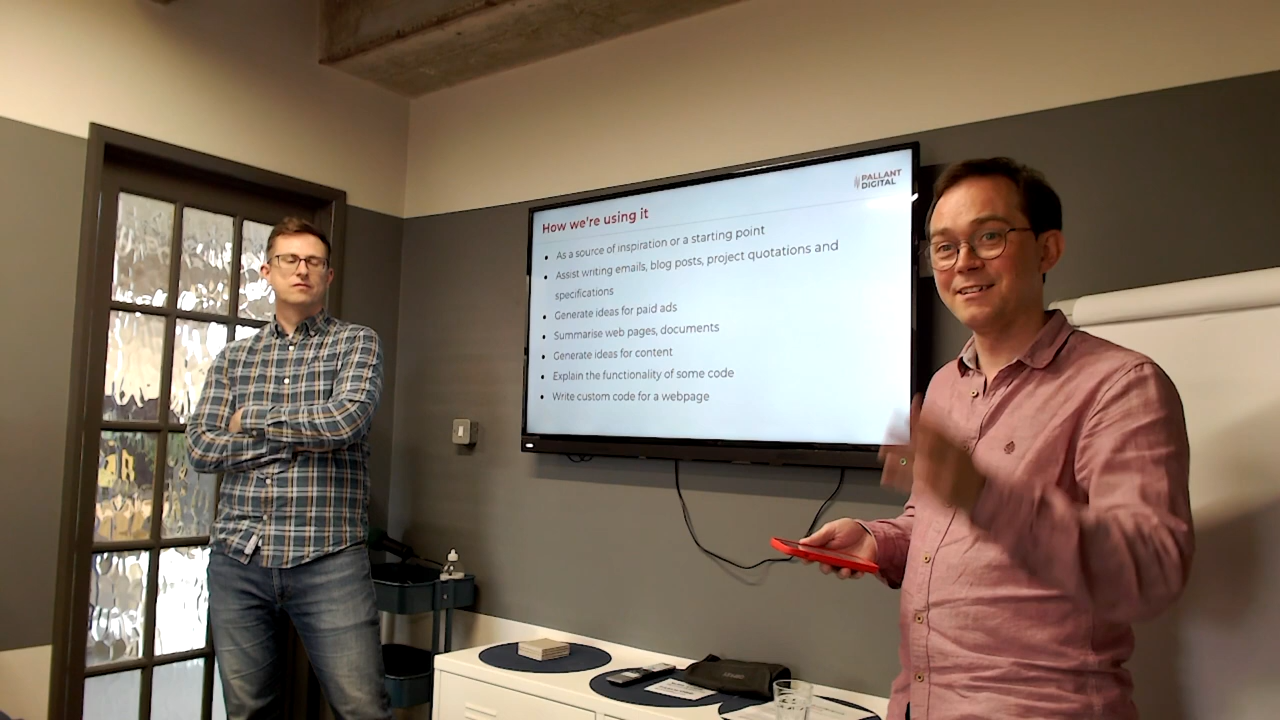 PALLANT
DIGITAL
How we're using it
As a source of inspiration or a starting point
Assist writing emails, blog posts, project quotations and
specifications
Generate ideas for paid ads
Summarise web pages, documents
Generate ideas for content
Explain the functionality of some code
Write custom code for a webpage